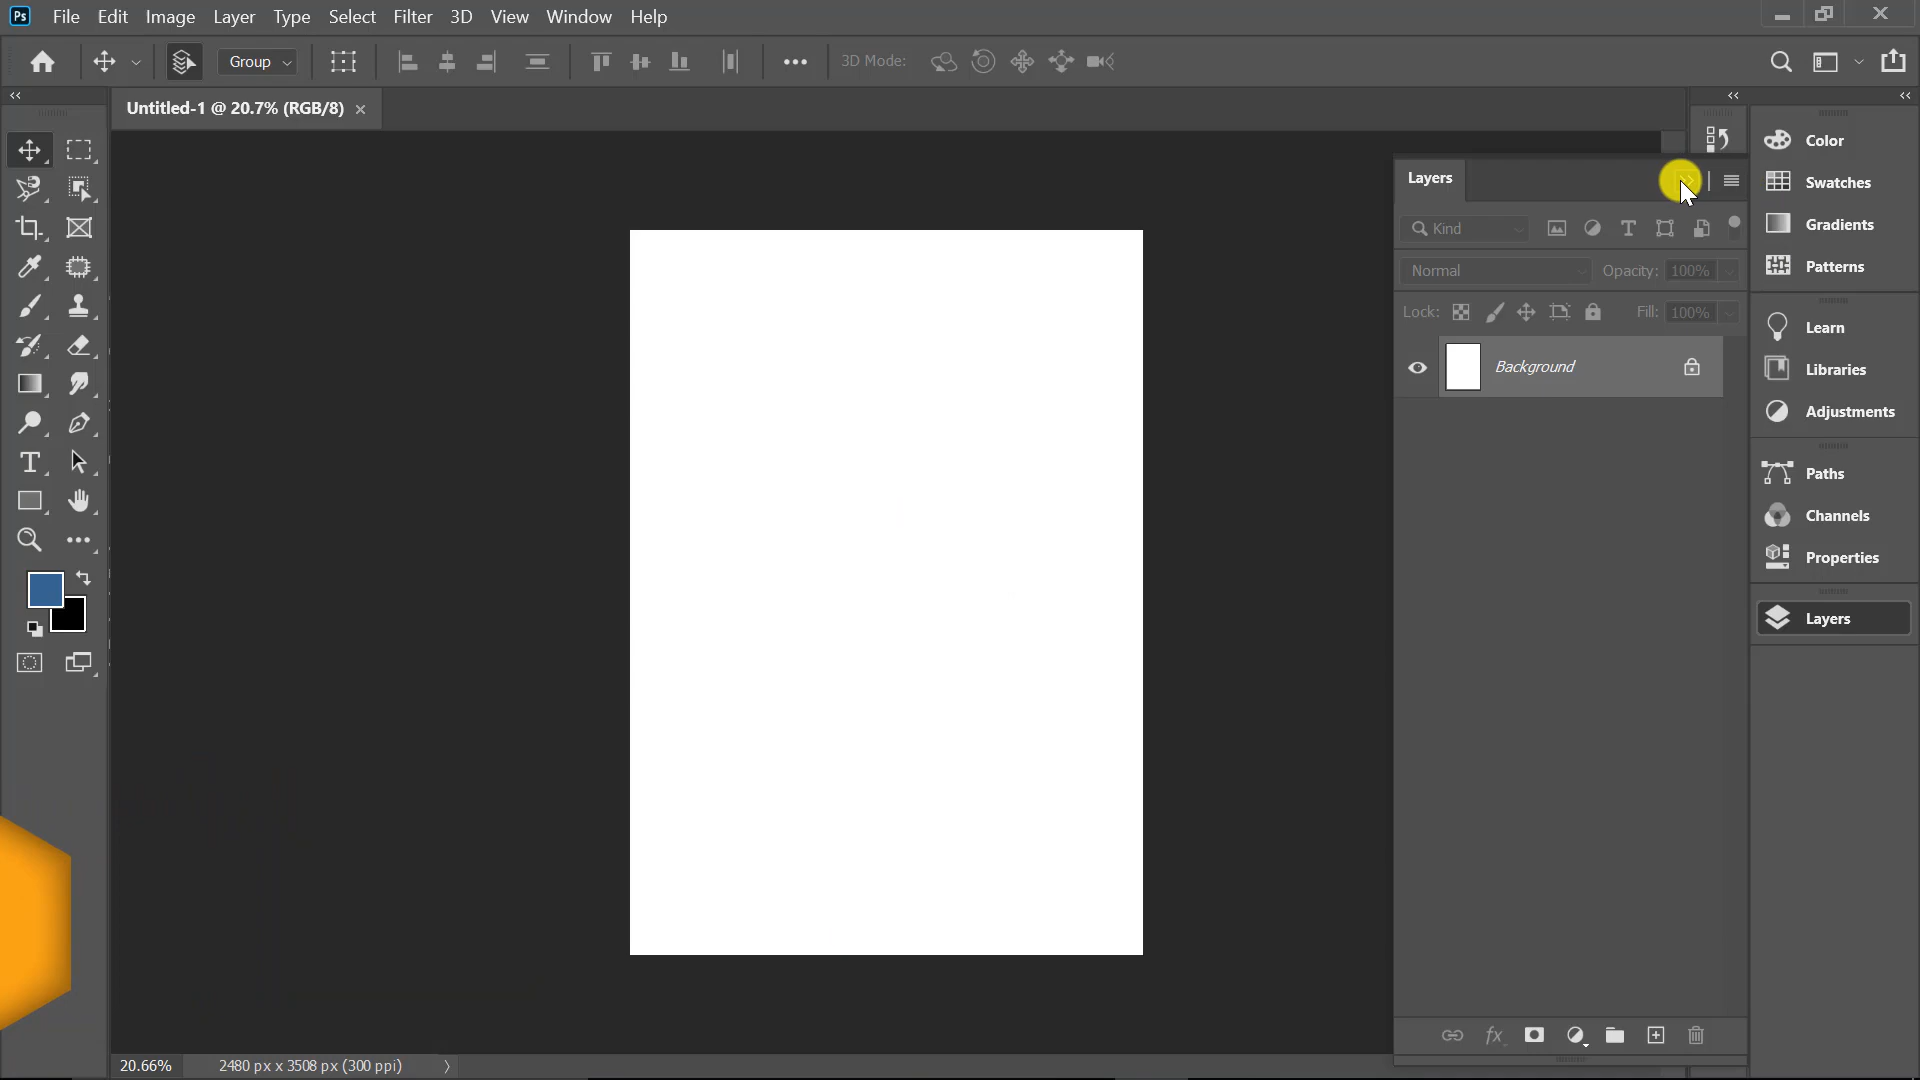 Ps File Edit Image Layer Type Select Filter 3D View Window Help
Group 3D Mode:
Untitled-1 @ 20.7% (RGB/8)
Layers
Kind
Normal Opacity: 100%
Lock: Fill: 100%
Background
Color
Swatches
Gradients
Patterns
Learn
Libraries
Adjustments
Paths
Channels
Properties
Layers
fx
20.66% 2480 px x 3508 px (300 ppi)